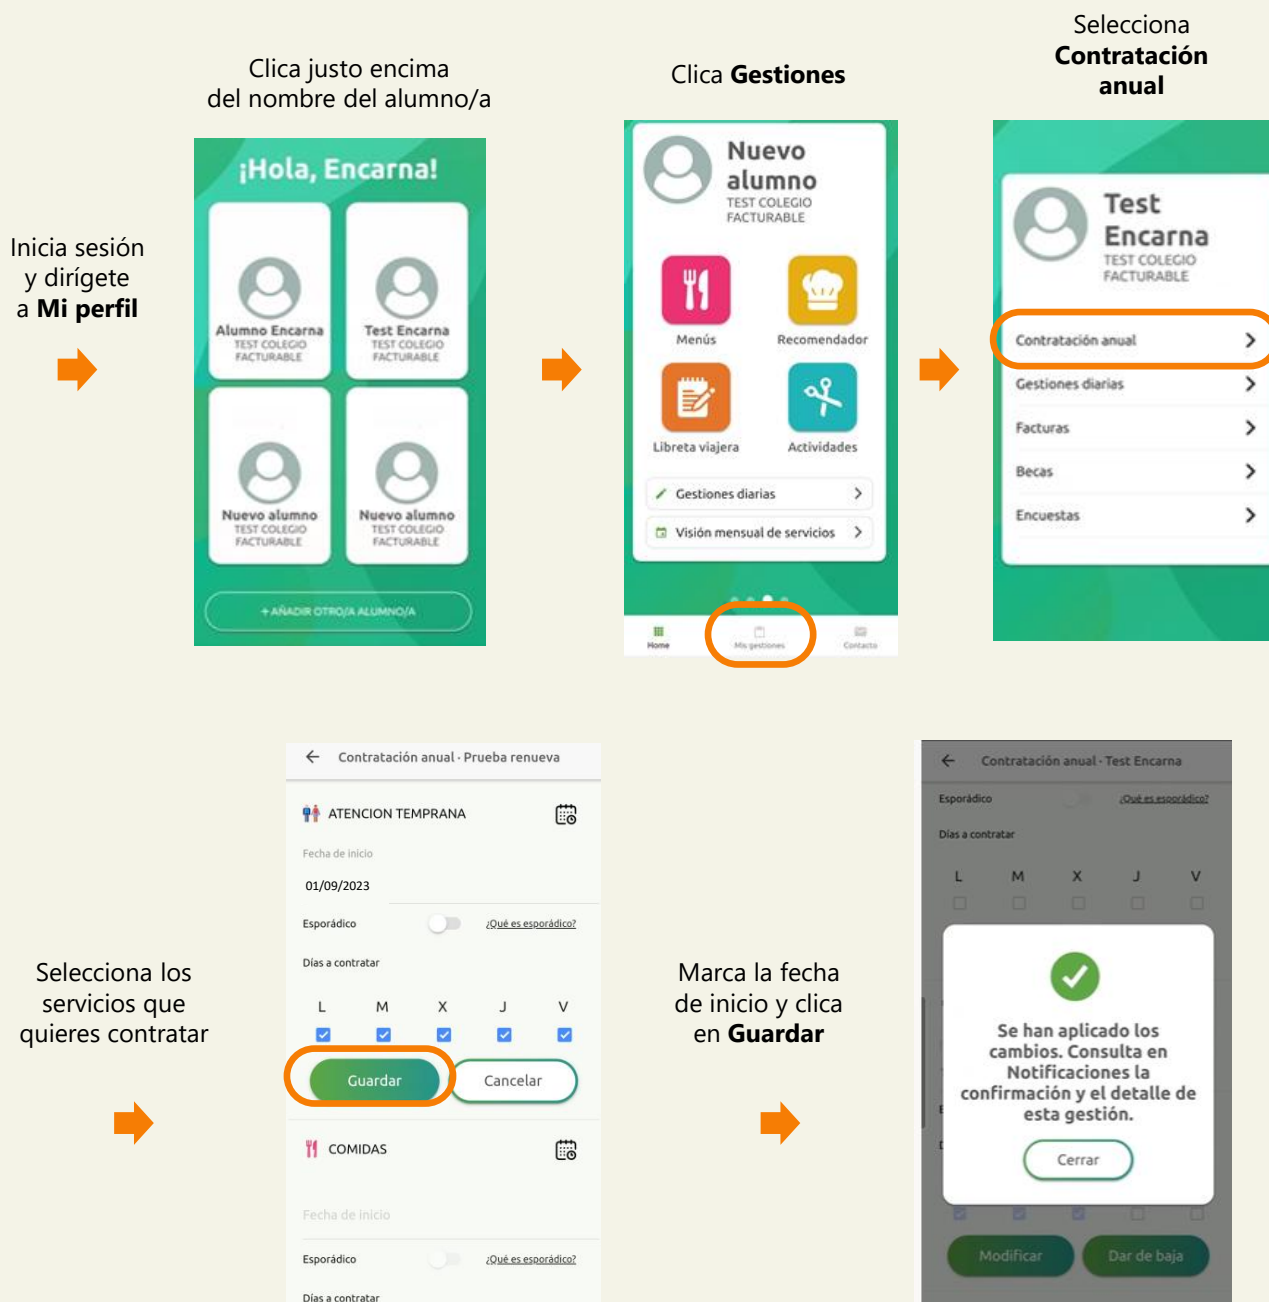 Inicia sesión
y dirígete
a Mi perfil
Clica justo encima
del nombre del alumno/a
¡Hola, Encarna!
Alumno Encarna
TEST COLEGIO
FACTURABLE
Test Encarna
TEST COLEGIO
FACTURABLE
Nuevo alumno
TEST COLEGIO
FACTURABLE
Nuevo alumno
TEST COLEGIO
FACTURABLE
+ AÑADIR OTRO/A ALUMNO/A
Clica Gestiones
Nuevo
alumno
TEST COLEGIO
FACTURABLE
Menús
Recomendador
Libreta viajera
Actividades
Gestiones diarias
Visión mensual de servicios
Home
Mis gestiones
Contacto
Selecciona
Contratación
anual
Test
Encarna
TEST COLEGIO
FACTURABLE
Contratación anual
Gestiones diarias
Facturas
Becas
Encuestas
Selecciona los
servicios que
quieres contratar
Contratación anual · Prueba renueva
ATENCION TEMPRANA
Fecha de inicio
01/09/2023
Esporádico
¿Qué es esporádico?
Días a contratar
L M X J V
Guardar
Cancelar
COMIDAS
Fecha de inicio
Esporádico
¿Qué es esporádico?
Días a contratar
Marca la fecha
de inicio y clica
en Guardar
Contratación anual · Test Encarna
Esporádico
¿Qué es esporádico?
Días a contratar
L M X J V
Se han aplicado los
cambios. Consulta en
Notificaciones la
confirmación y el detalle de
esta gestión.
Cerrar
Modificar
Dar de baja